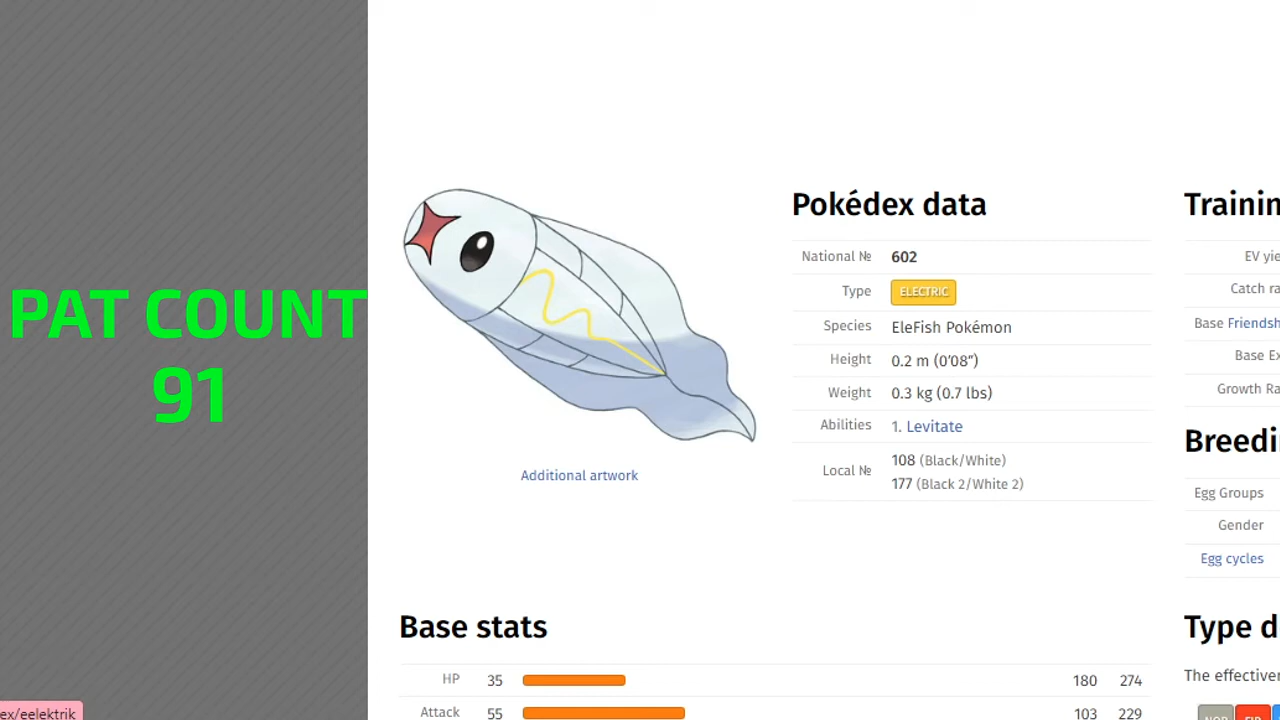 PAT COUNT
91
Additional artwork
Pokédex data
National № 602
Type ELECTRIC
Species EleFish Pokémon
Height 0.2 m (0′08″)
Weight 0.3 kg (0.7 lbs)
Abilities 1. Levitate
Local № 108 (Black/White)
177 (Black 2/White 2)
Trainin
EV yie
Catch ra
Base Friendsh
Base Ex
Growth Ra
Breedi
Egg Groups
Gender
Egg cycles
Base stats
HP 35 180 274
Attack 55 103 229
Type d
The effectiven
ex/eelektrik